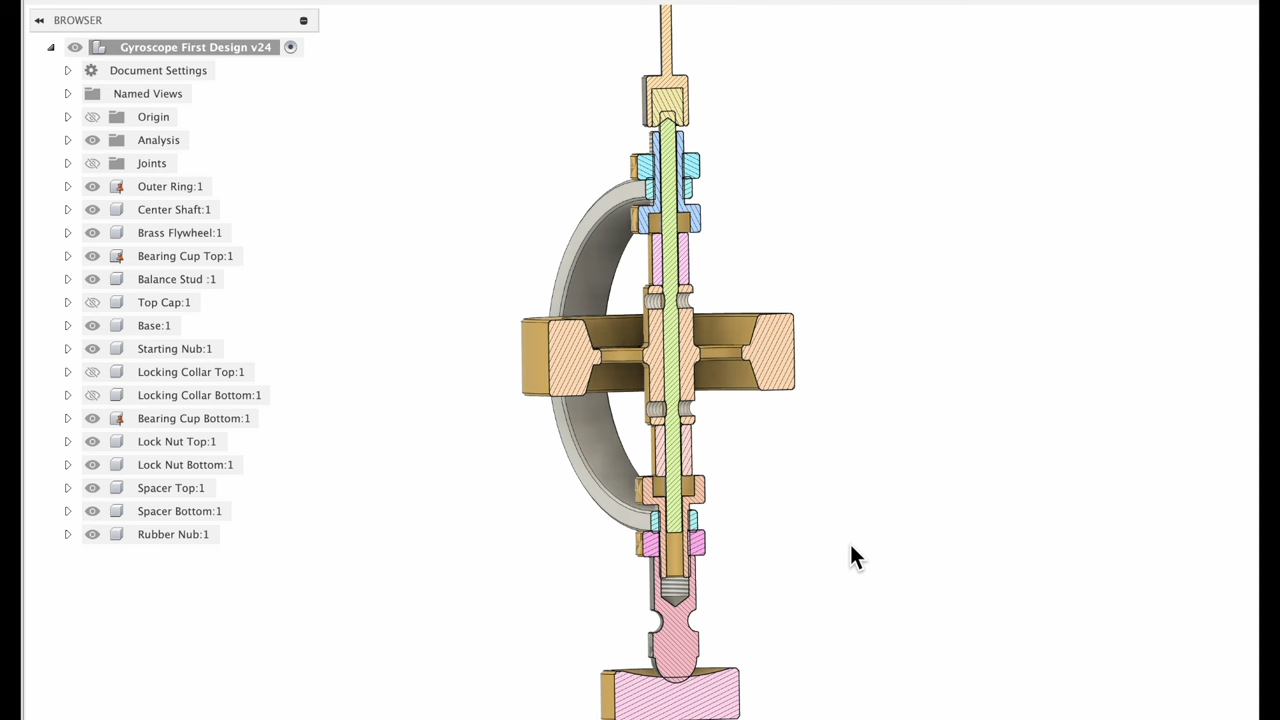 BROWSER
Gyroscope First Design v24
Document Settings
Named Views
Origin
Analysis
Joints
Outer Ring:1
Center Shaft:1
Brass Flywheel:1
Bearing Cup Top:1
Balance Stud :1
Top Cap:1
Base:1
Starting Nub:1
Locking Collar Top:1
Locking Collar Bottom:1
Bearing Cup Bottom:1
Lock Nut Top:1
Lock Nut Bottom:1
Spacer Top:1
Spacer Bottom:1
Rubber Nub:1